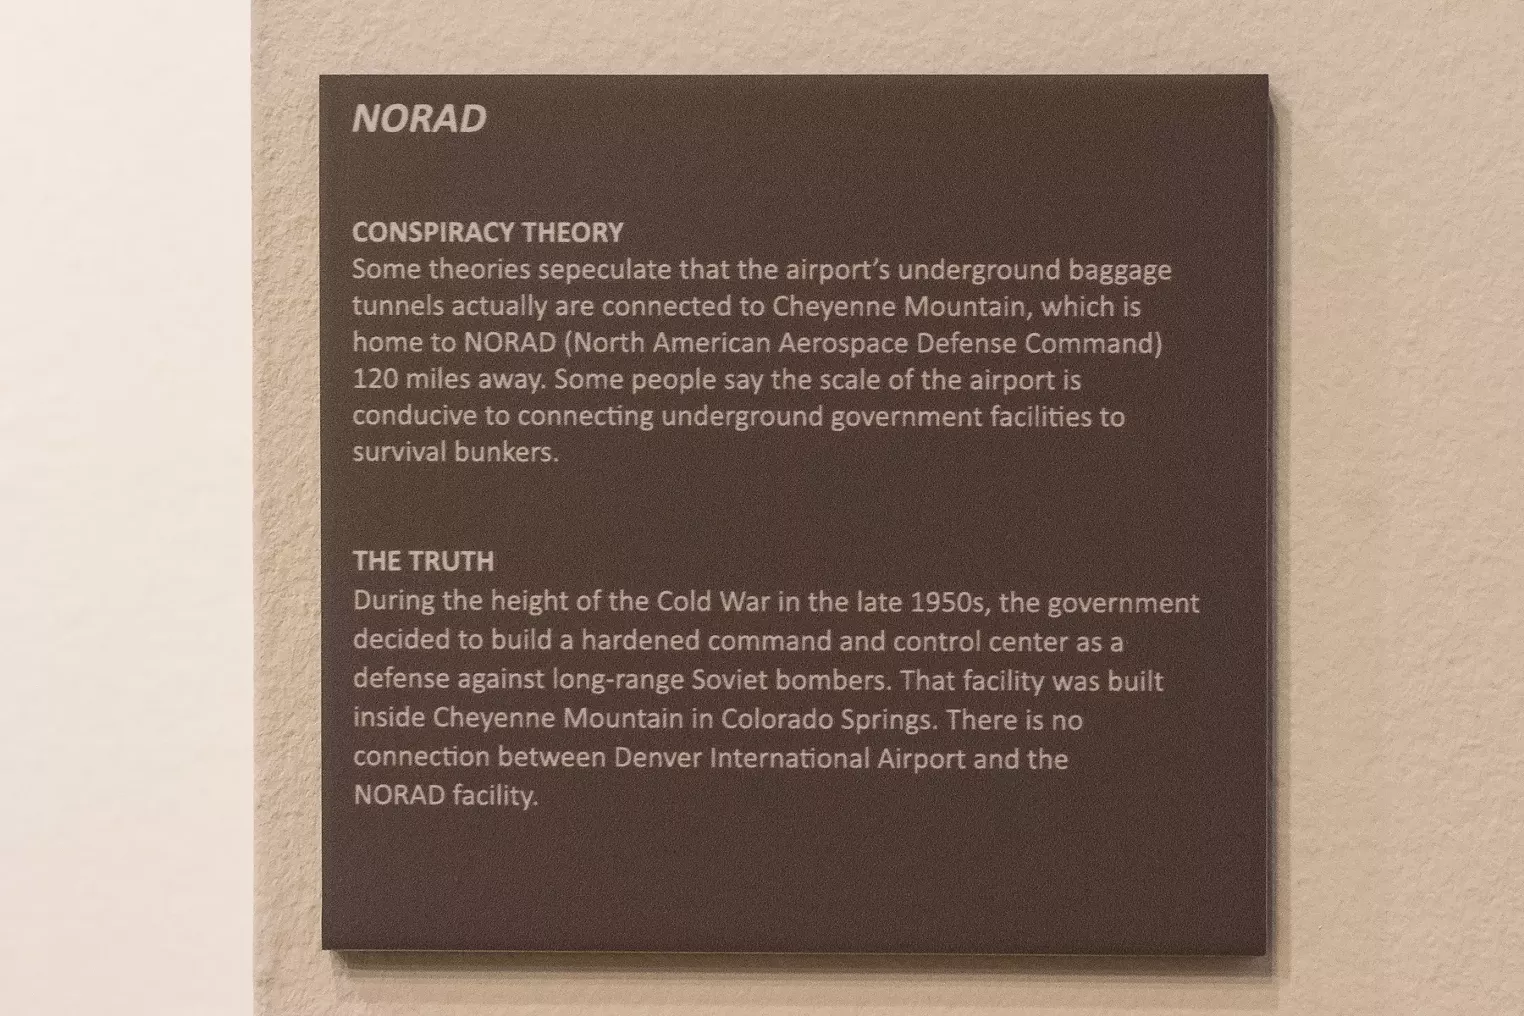 NORAD
CONSPIRACY THEORY
Some theories sepeculate that the airport’s underground baggage
tunnels actually are connected to Cheyenne Mountain, which is
home to NORAD (North American Aerospace Defense Command)
120 miles away. Some people say the scale of the airport is
conducive to connecting underground government facilities to
survival bunkers.
THE TRUTH
During the height of the Cold War in the late 1950s, the government
decided to build a hardened command and control center as a
defense against long-range Soviet bombers. That facility was built
inside Cheyenne Mountain in Colorado Springs. There is no
connection between Denver International Airport and the
NORAD facility.